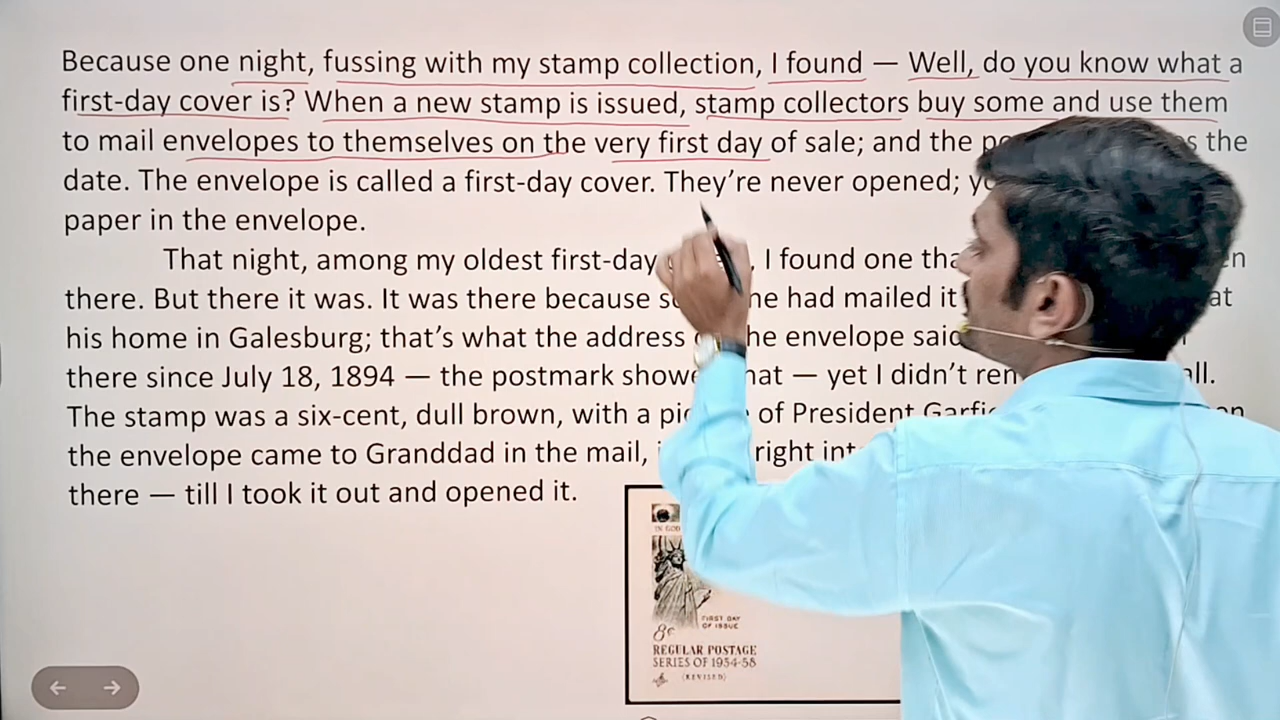 Because one night, fussing with my stamp collection, I found — Well, do you know what a
first-day cover is? When a new stamp is issued, stamp collectors buy some and use them
to mail envelopes to themselves on the very first day of sale; and the the
date. The envelope is called a first-day cover. They’re never opened;
paper in the envelope.
That night, among my oldest first-day I found one
there. But there it was. It was there because had mailed it
his home in Galesburg; that’s what the address envelope said
there since July 18, 1894 — the postmark — yet I didn’t
The stamp was a six-cent, dull brown, with a of President
the envelope came to Granddad in the mail, right
there — till I took it out and opened it.
IN GOD
FIRST DAY
OF ISSUE
8c
REGULAR POSTAGE
SERIES OF 1954-58
(REVISED)